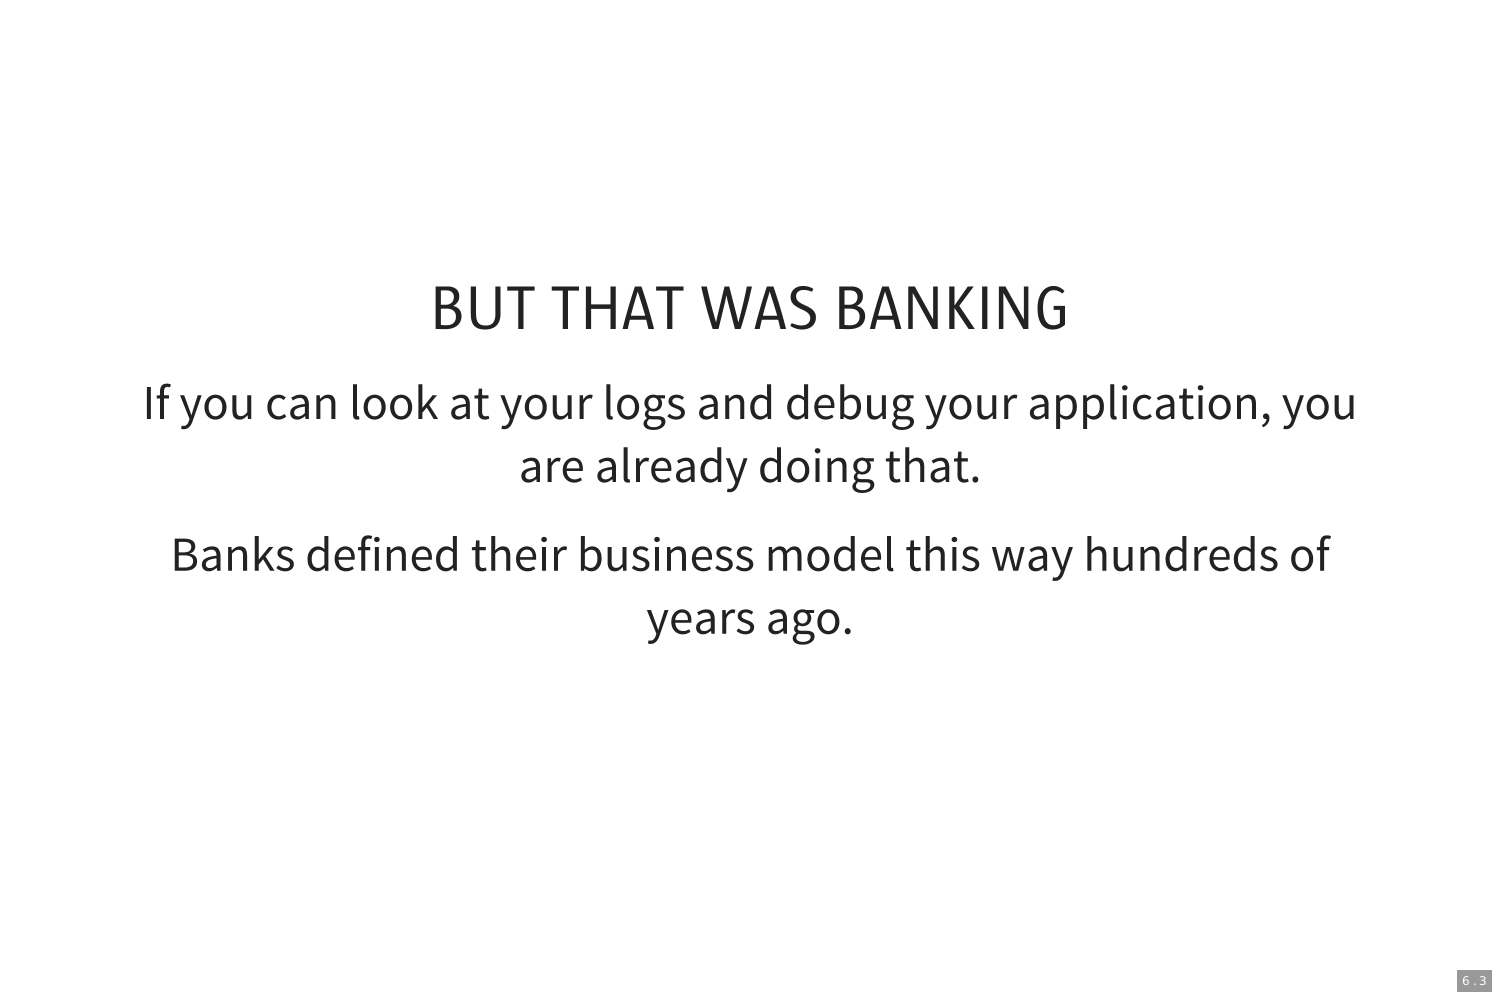 BUT THAT WAS BANKING
If you can look at your logs and debug your application, you
are already doing that.
Banks defined their business model this way hundreds of
years ago.
6.3